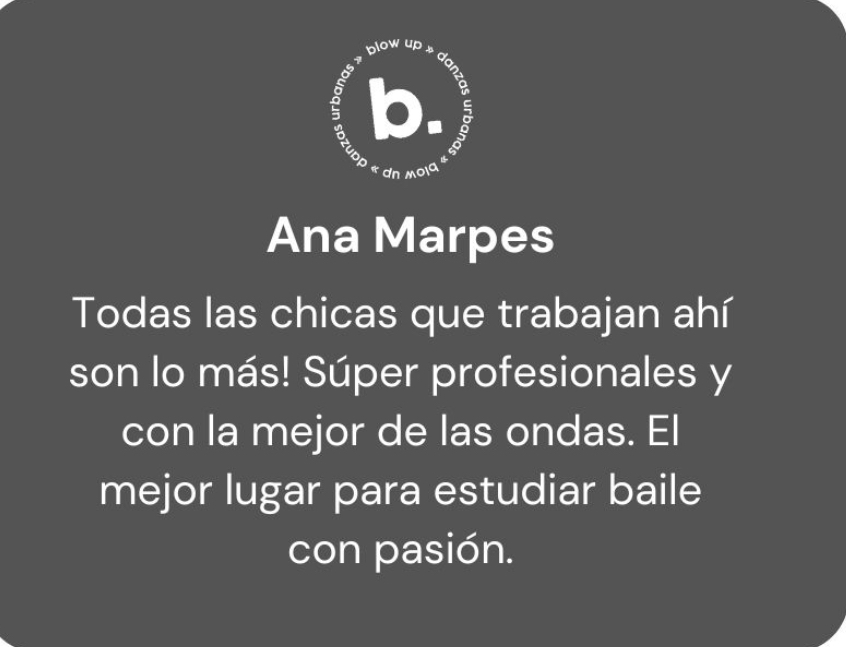 blow up » danzas urbanas » blow up » danzas urbanas »
b.
Ana Marpes
Todas las chicas que trabajan ahí
son lo más! Súper profesionales y
con la mejor de las ondas. El
mejor lugar para estudiar baile
con pasión.